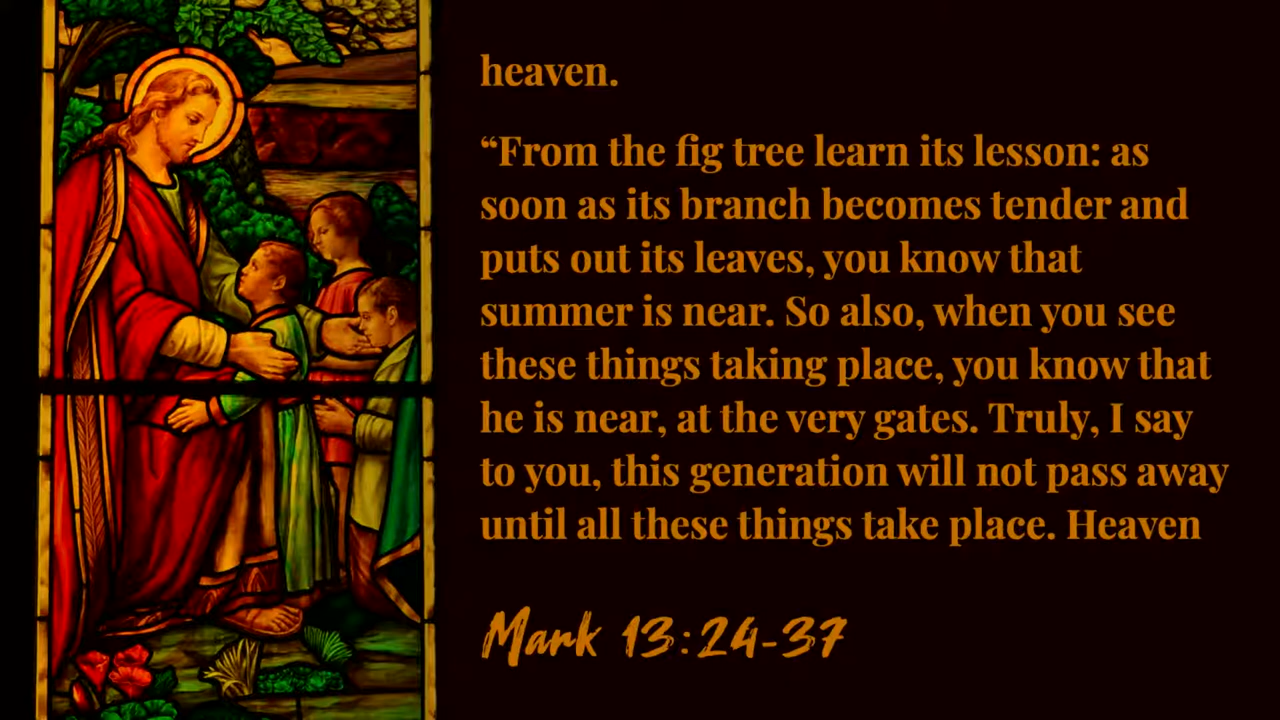 heaven.
“From the fig tree learn its lesson: as
soon as its branch becomes tender and
puts out its leaves, you know that
summer is near. So also, when you see
these things taking place, you know that
he is near, at the very gates. Truly, I say
to you, this generation will not pass away
until all these things take place. Heaven
Mark 13:24-37